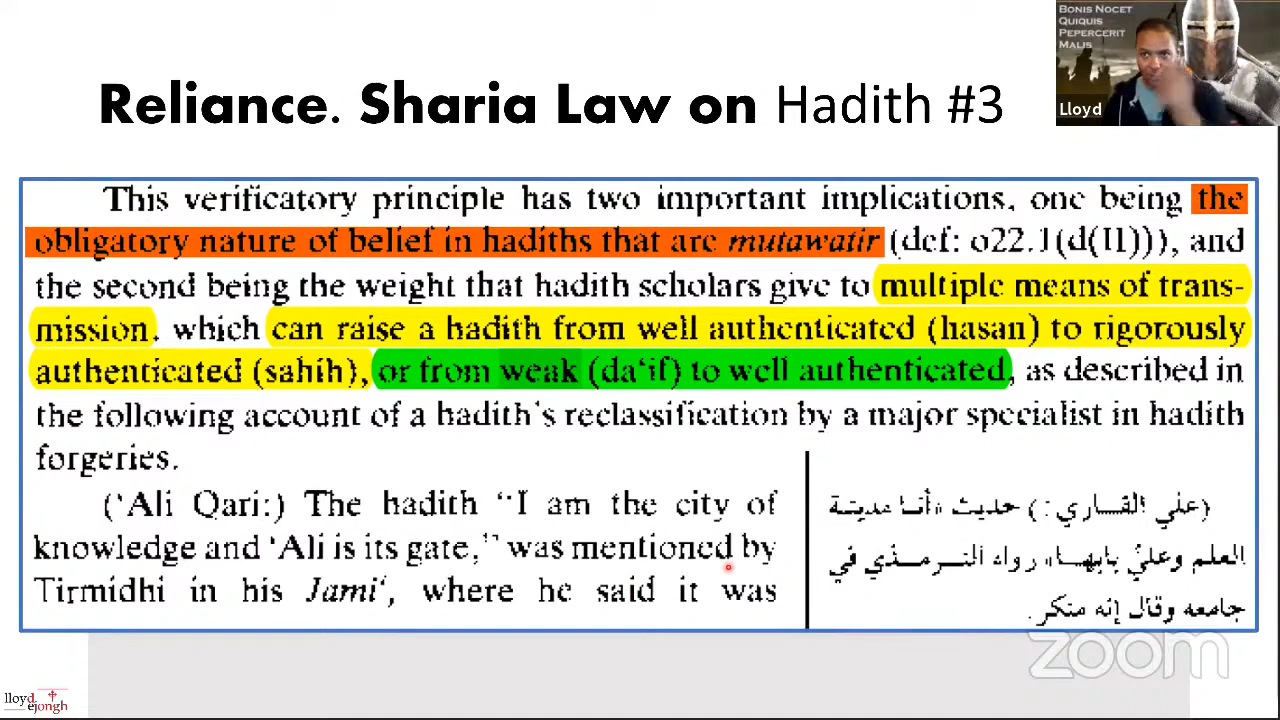 BONIS NOCET
QUIQUIS
PEPERCERIT
MALIS
Lloyd
Reliance. Sharia Law on Hadith #3
This verificatory principle has two important implications, one being the
obligatory nature of belief in hadiths that are mutawatir (def: o22.1(d(II))), and
the second being the weight that hadith scholars give to multiple means of trans-
mission, which can raise a hadith from well authenticated (hasan) to rigorously
authenticated (sahih), or from weak (da‘if) to well authenticated, as described in
the following account of a hadith's reclassification by a major specialist in hadith
forgeries.
(‘Ali Qari:) The hadith "I am the city of
knowledge and ‘Ali is its gate," was mentioned by
Tirmidhi in his Jami‘, where he said it was
(علي القاري:) حديث «أنا مدينة
العلم وعليّ بابها» رواه الترمذي في
جامعه وقال إنه منكر.
zoom
lloyd
ejongh